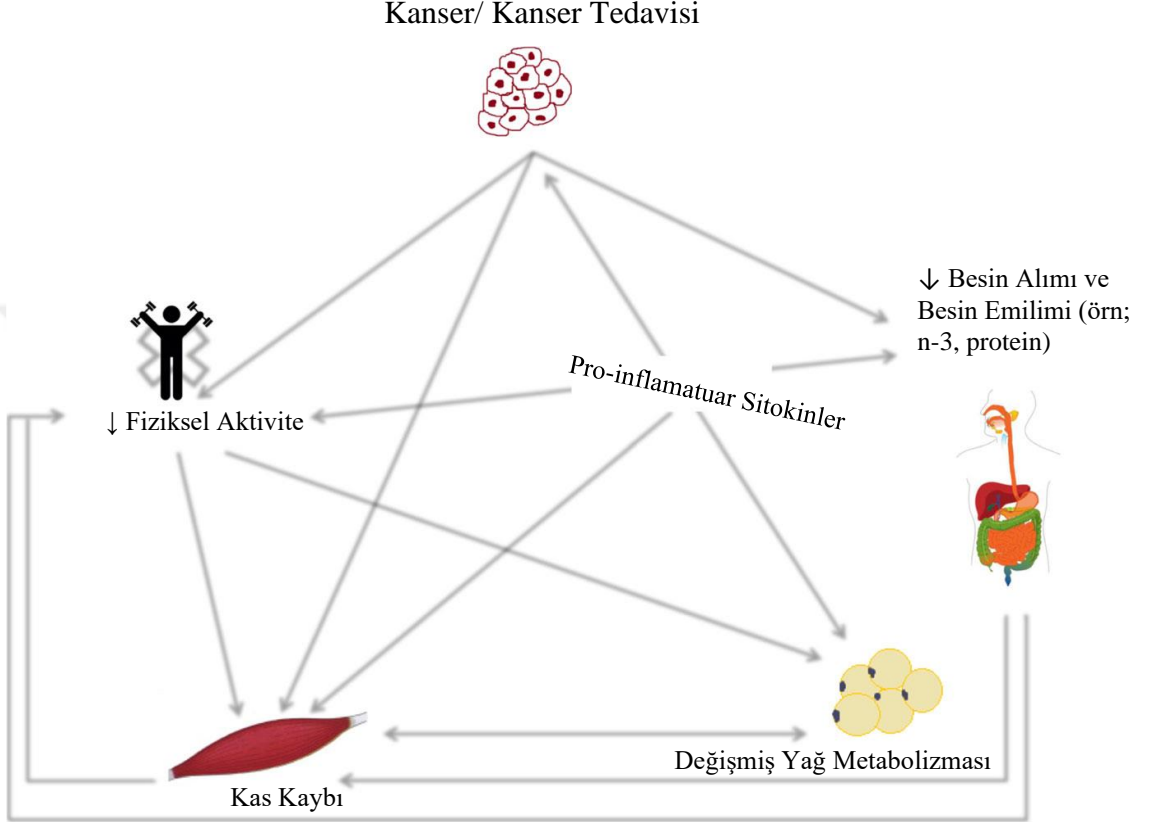 Kanser/ Kanser Tedavisi
↓ Besin Alımı ve
Besin Emilimi (örn;
n-3, protein)
Pro-inflamatuar Sitokinler
↓ Fiziksel Aktivite
Değişmiş Yağ Metabolizması
Kas Kaybı